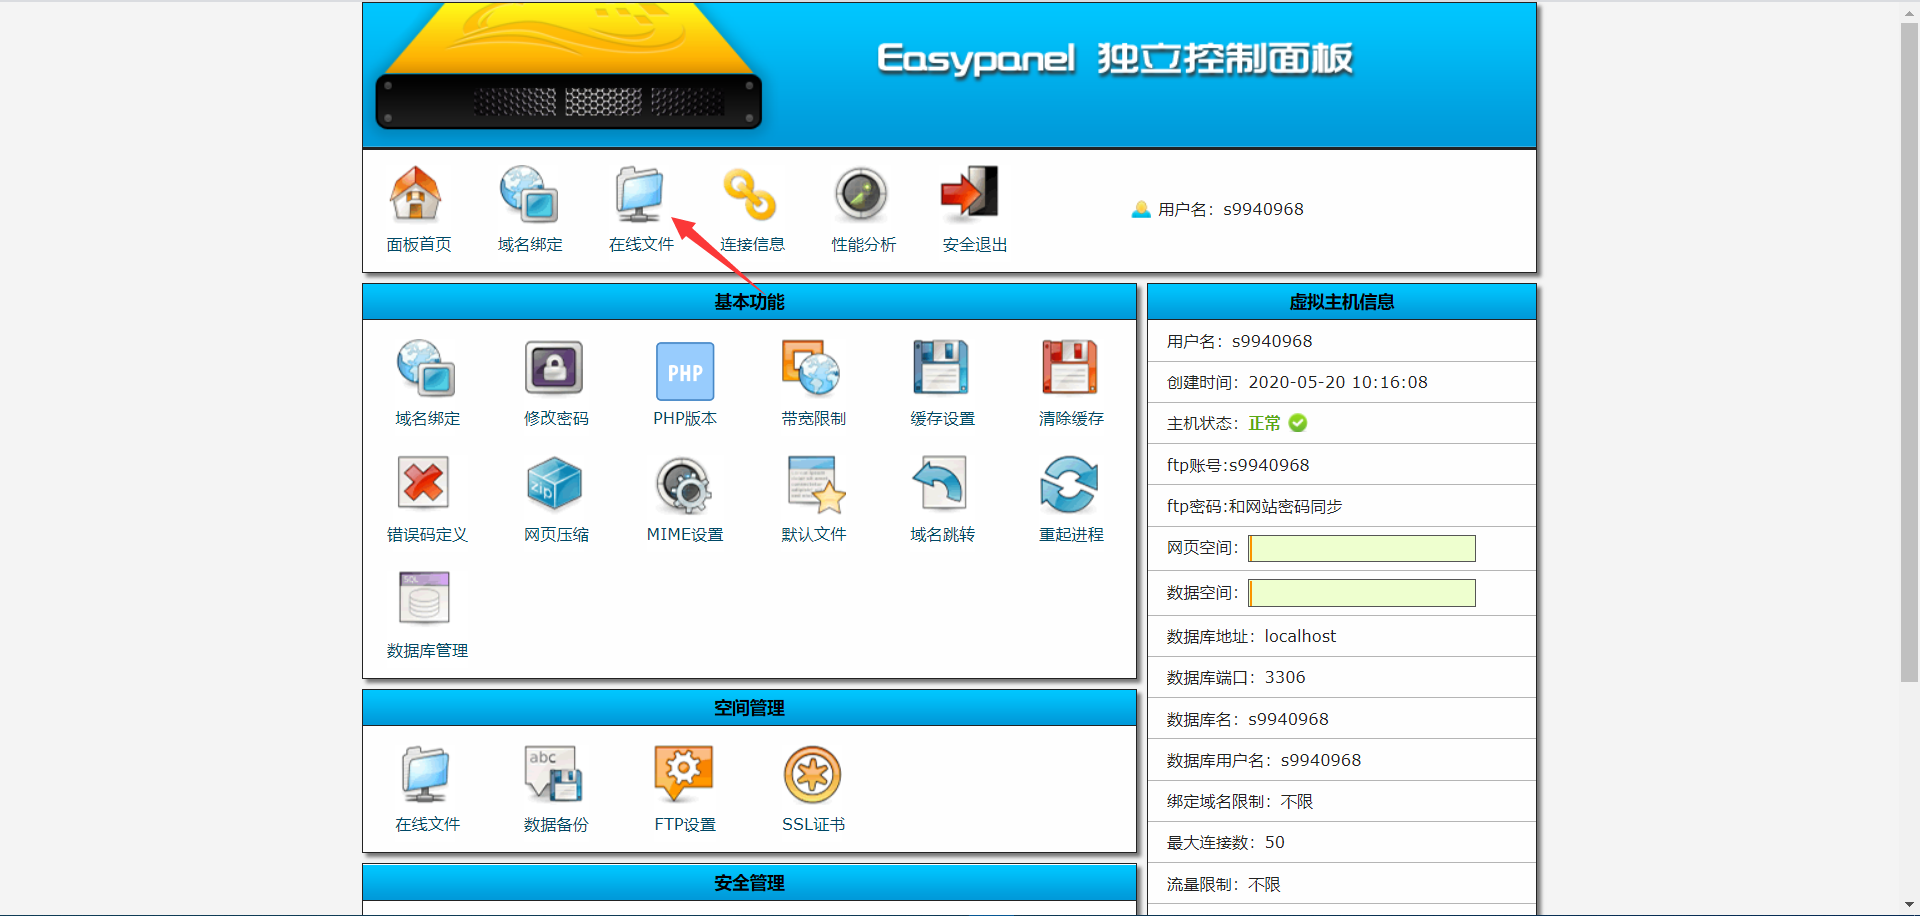 Easypanel 独立控制面板
面板首页 域名绑定 在线文件 连接信息 性能分析 安全退出
用户名：s9940968
基本功能
域名绑定 修改密码 PHP PHP版本 带宽限制 缓存设置 清除缓存
错误码定义 zip 网页压缩 MIME设置 默认文件 域名跳转 重起进程
SQL
数据库管理
空间管理
abc
在线文件 数据备份 FTP设置 SSL证书
安全管理
虚拟主机信息
用户名：s9940968
创建时间：2020-05-20 10:16:08
主机状态：正常
ftp账号:s9940968
ftp密码:和网站密码同步
网页空间：
数据空间：
数据库地址：localhost
数据库端口：3306
数据库名：s9940968
数据库用户名：s9940968
绑定域名限制：不限
最大连接数：50
流量限制：不限